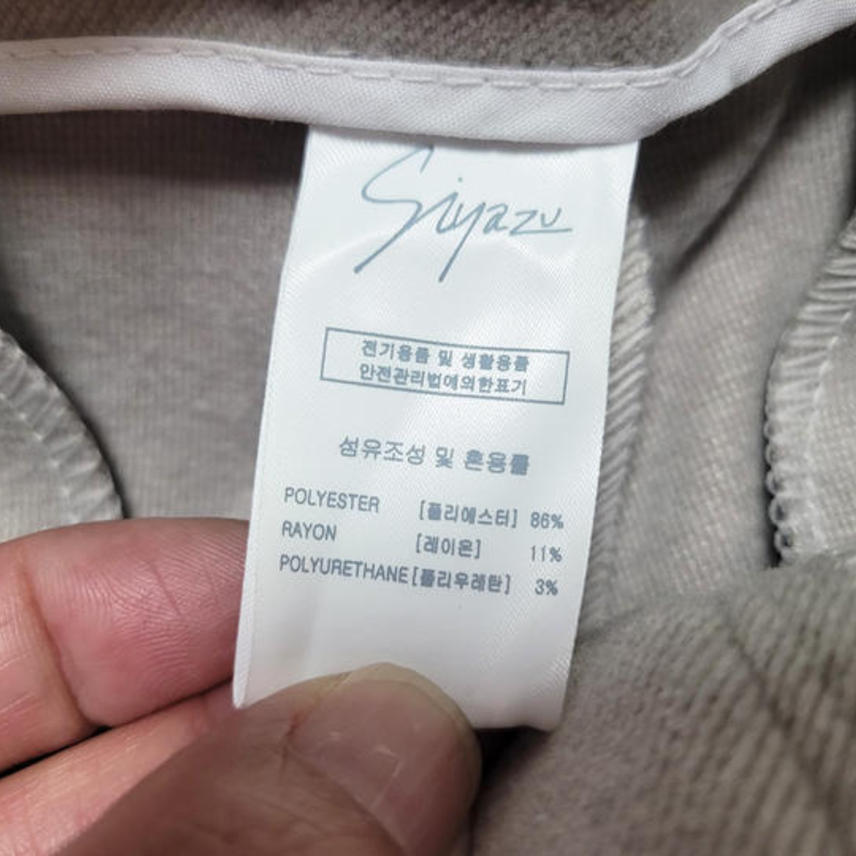 Siyazu
전기용품 및 생활용품
안전관리법에의한표기
섬유조성 및 혼용률
POLYESTER [폴리에스터] 86%
RAYON [레이온] 11%
POLYURETHANE [폴리우레탄] 3%